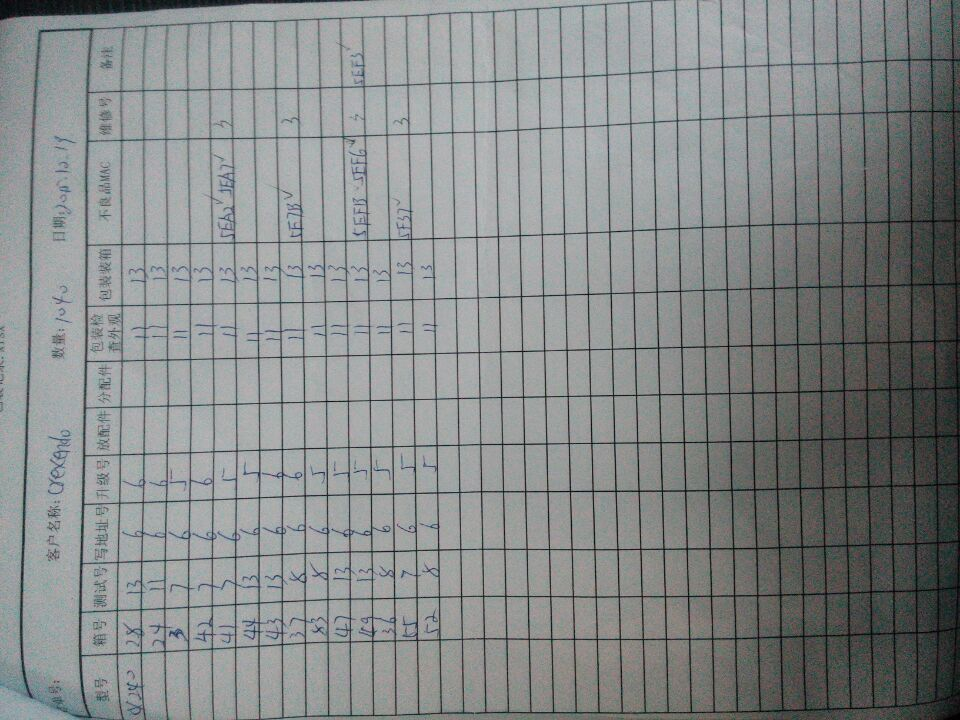 客户名称: Crexendo 数量: 1040 日期:
型号 箱号 测试号 写地址号 升级号 放配件 分配件 包装检查外观 包装装箱 不良品MAC 维修号 备注
28 13 6 6 11 13
24 11 6 6 11 13
7 6 5 11 13
42 7 6 6 11 13
41 7 6 5 11 13 5EA2✓ 5EA7✓ 3
44 13 6 5 11 13
43 13 6 6 11 13
37 8 6 6 11 13 5E7B✓ 3
83 8 6 5 11 13
47 13 6 5 11 13
49 13 6 5 11 13 5EFB 5EF6✓ 3 5EF3✓
36 8 6 5 11 13
55 7 6 5 11 13 5F37✓ 3
52 8 6 5 11 13